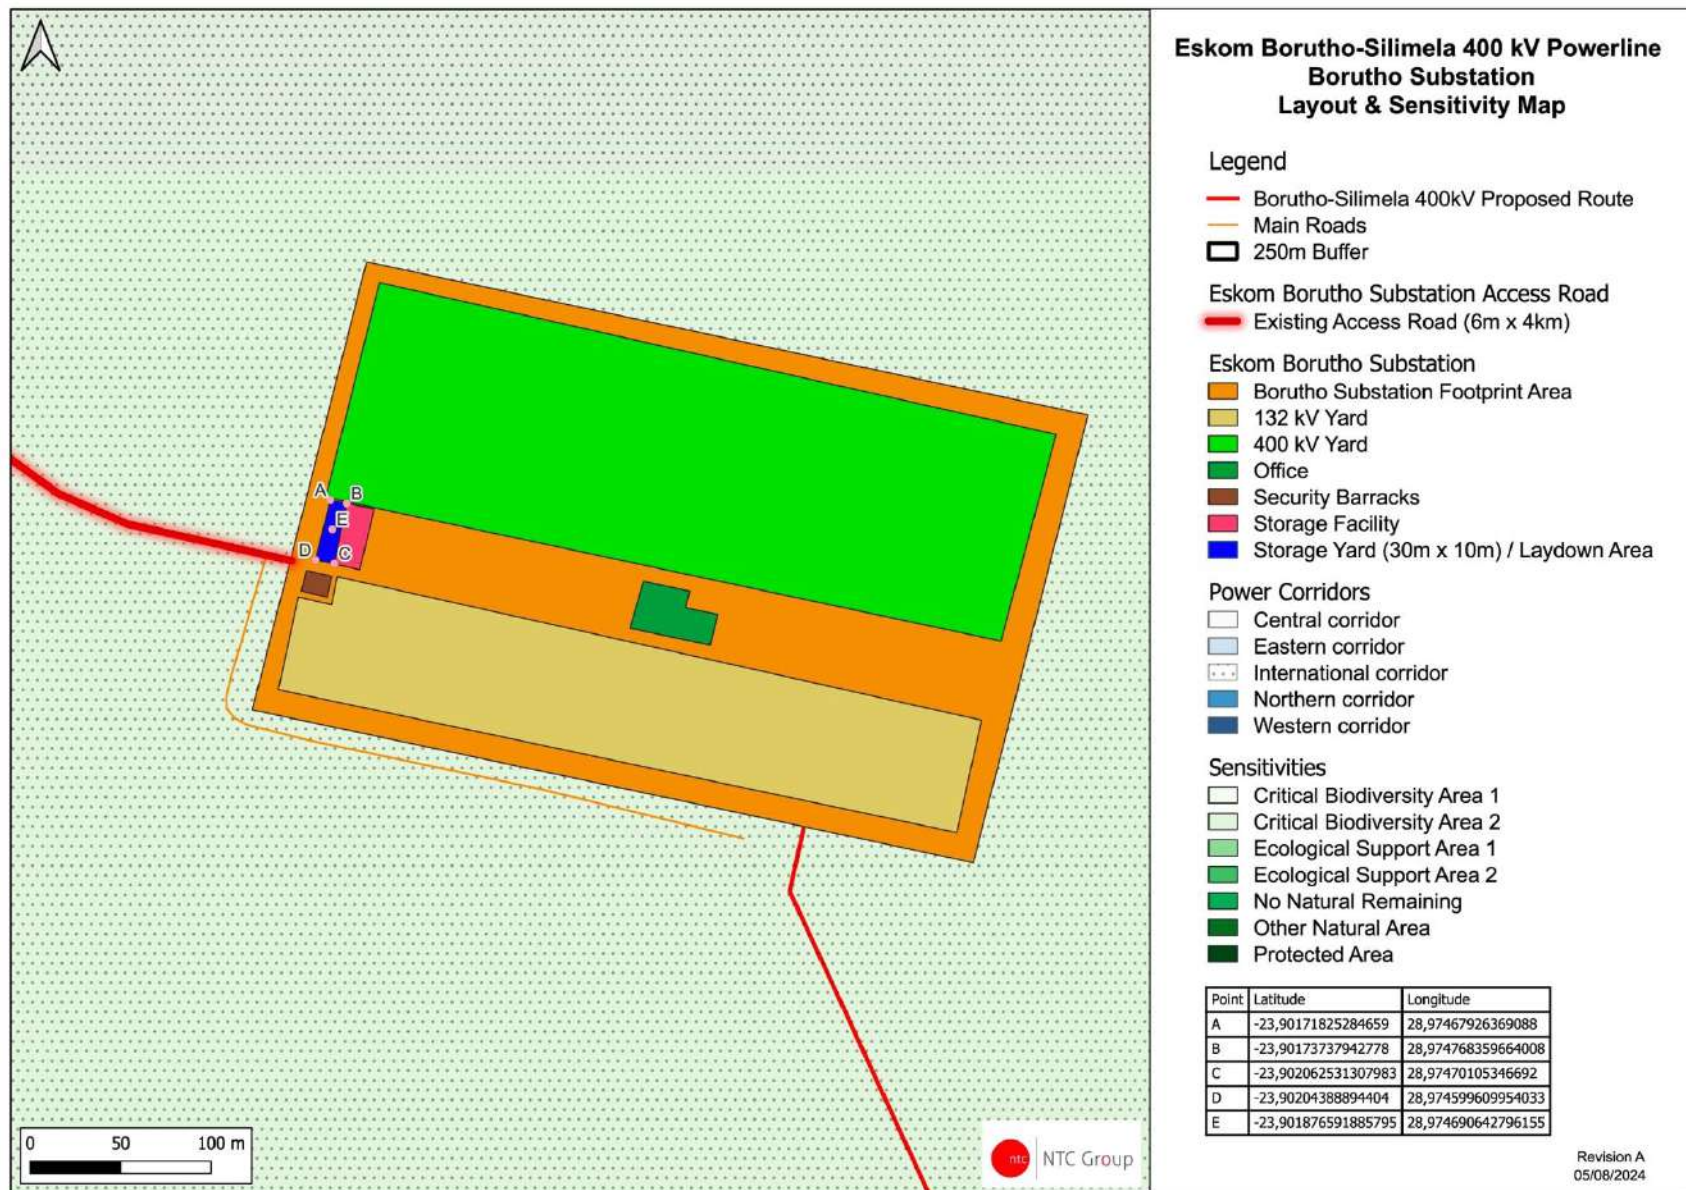 Eskom Borutho-Silimela 400 kV Powerline
Borutho Substation
Layout & Sensitivity Map
Legend
Borutho-Silimela 400kV Proposed Route
Main Roads
250m Buffer
Eskom Borutho Substation Access Road
Existing Access Road (6m x 4km)
Eskom Borutho Substation
Borutho Substation Footprint Area
132 kV Yard
400 kV Yard
Office
Security Barracks
Storage Facility
Storage Yard (30m x 10m) / Laydown Area
Power Corridors
Central corridor
Eastern corridor
International corridor
Northern corridor
Western corridor
Sensitivities
Critical Biodiversity Area 1
Critical Biodiversity Area 2
Ecological Support Area 1
Ecological Support Area 2
No Natural Remaining
Other Natural Area
Protected Area
Point Latitude Longitude
A -23,90171825284659 28,97467926369088
B -23,90173737942778 28,974768359664008
C -23,902062531307983 28,97470105346692
D -23,90204388894404 28,974599609954033
E -23,901876591885795 28,974690642796155
Revision A
05/08/2024
A
B
E
D
C
0 50 100 m
ntc NTC Group